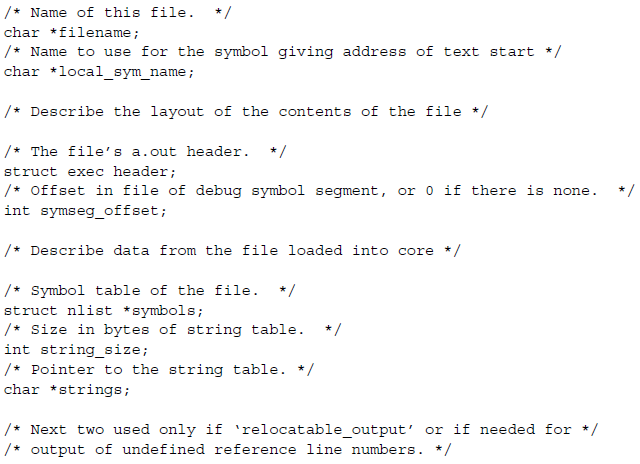 /* Name of this file.  */
char *filename;
/* Name to use for the symbol giving address of text start */
char *local_sym_name;
/* Describe the layout of the contents of the file */
/* The file’s a.out header.  */
struct exec header;
/* Offset in file of debug symbol segment, or 0 if there is none.  */
int symseg_offset;
/* Describe data from the file loaded into core */
/* Symbol table of the file.  */
struct nlist *symbols;
/* Size in bytes of string table.  */
int string_size;
/* Pointer to the string table. */
char *strings;
/* Next two used only if ‘relocatable_output’ or if needed for */
/* output of undefined reference line numbers. */